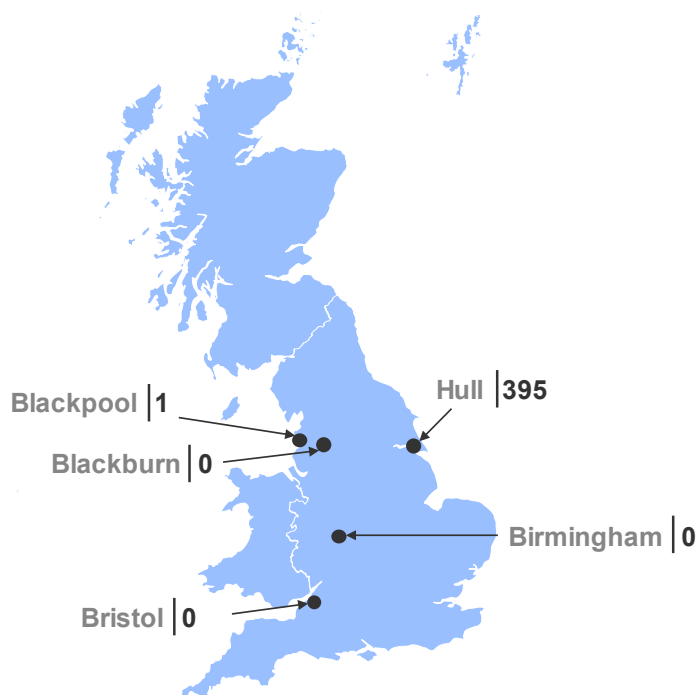 Hull | 395
Blackpool | 1
Blackburn | 0
Birmingham | 0
Bristol | 0